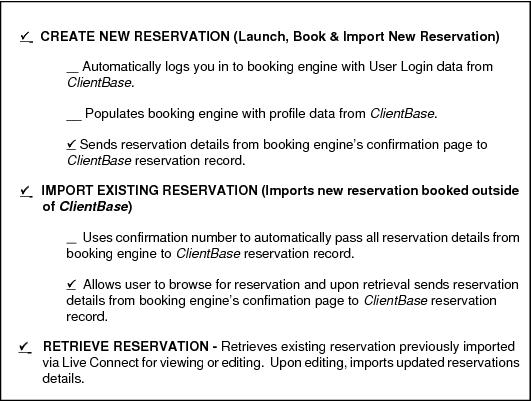 ✓ CREATE NEW RESERVATION (Launch, Book & Import New Reservation)
__ Automatically logs you in to booking engine with User Login data from
ClientBase.
__ Populates booking engine with profile data from ClientBase.
✓ Sends reservation details from booking engine's confirmation page to
ClientBase reservation record.
✓ IMPORT EXISTING RESERVATION (Imports new reservation booked outside
of ClientBase)
_ Uses confirmation number to automatically pass all reservation details from
booking engine to ClientBase reservation record.
✓ Allows user to browse for reservation and upon retrieval sends reservation
details from booking engine's confimation page to ClientBase reservation
record.
✓ RETRIEVE RESERVATION - Retrieves existing reservation previously imported
via Live Connect for viewing or editing. Upon editing, imports updated reservations
details.